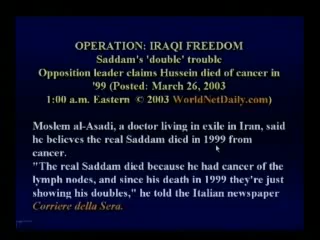 OPERATION: IRAQI FREEDOM
Saddam's 'double' trouble
Opposition leader claims Hussein died of cancer in
'99 (Posted: March 26, 2003
1:00 a.m. Eastern © 2003 WorldNetDaily.com)
Moslem al-Asadi, a doctor living in exile in Iran, said
he believes the real Saddam died in 1999 from
cancer.
"The real Saddam died because he had cancer of the
lymph nodes, and since his death in 1999 they're just
showing his doubles," he told the Italian newspaper
Corriere della Sera.